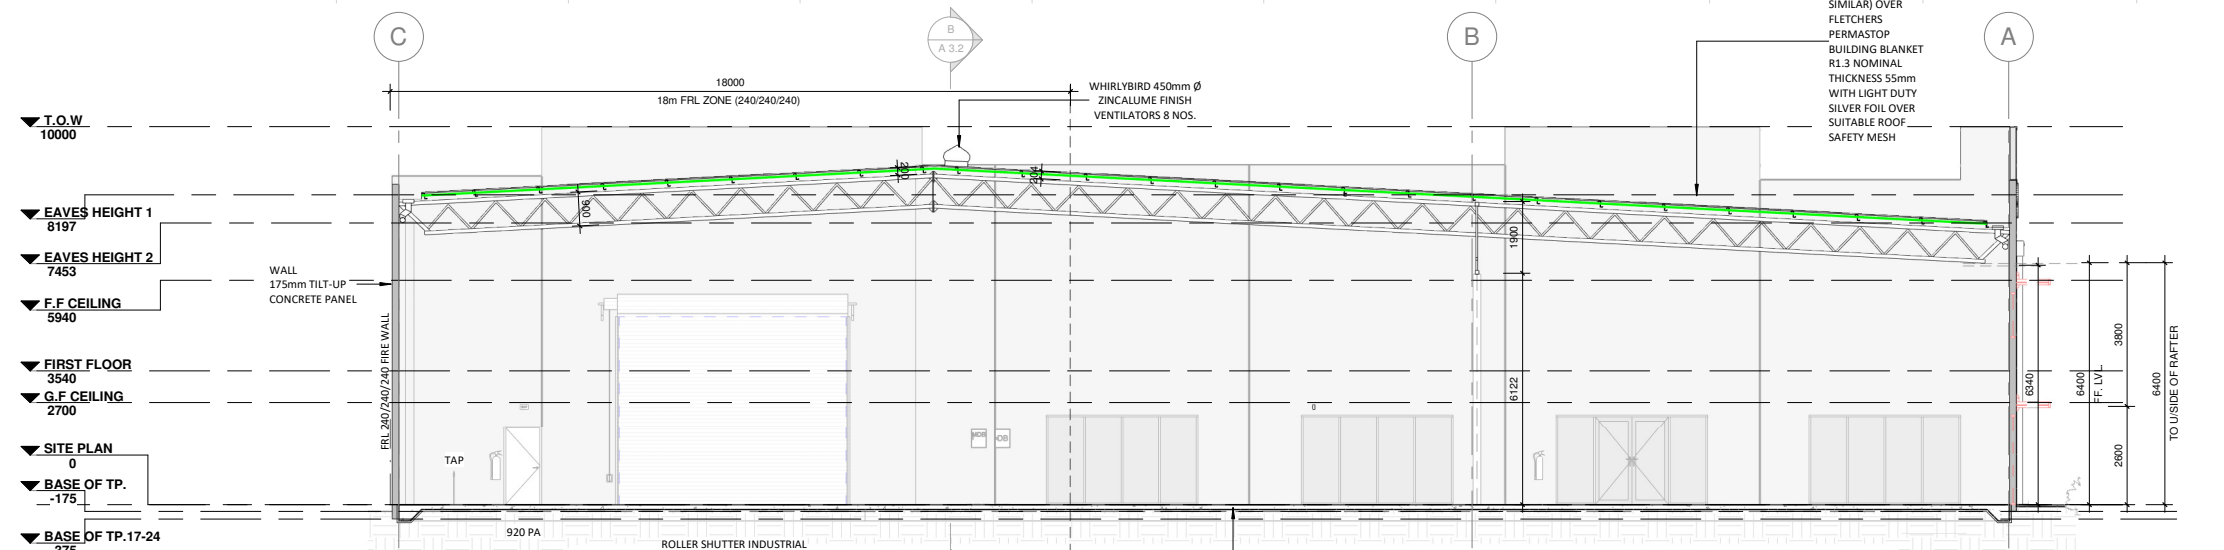 SIMILAR) OVER
FLETCHERS
PERMASTOP
BUILDING BLANKET
R1.3 NOMINAL
THICKNESS 55mm
WITH LIGHT DUTY
SILVER FOIL OVER
SUITABLE ROOF
SAFETY MESH
C
B
A 3.2
B
A
18000
18m FRL ZONE (240/240/240)
WHIRLYBIRD 450mm Ø
ZINCALUME FINISH
VENTILATORS 8 NOS.
T.O.W
10000
EAVES HEIGHT 1
8197
EAVES HEIGHT 2
7453
F.F CEILING
5940
FIRST FLOOR
3540
G.F CEILING
2700
SITE PLAN
0
BASE OF TP.
-175
BASE OF TP.17-24
WALL
175mm TILT-UP
CONCRETE PANEL
FRL 240/240/240 FIRE WALL
200
204
900
1900
6122
TAP
920 PA
ROLLER SHUTTER INDUSTRIAL
6340
6400
FF. LVL.
3800
2600
6400
TO U/SIDE OF RAFTER